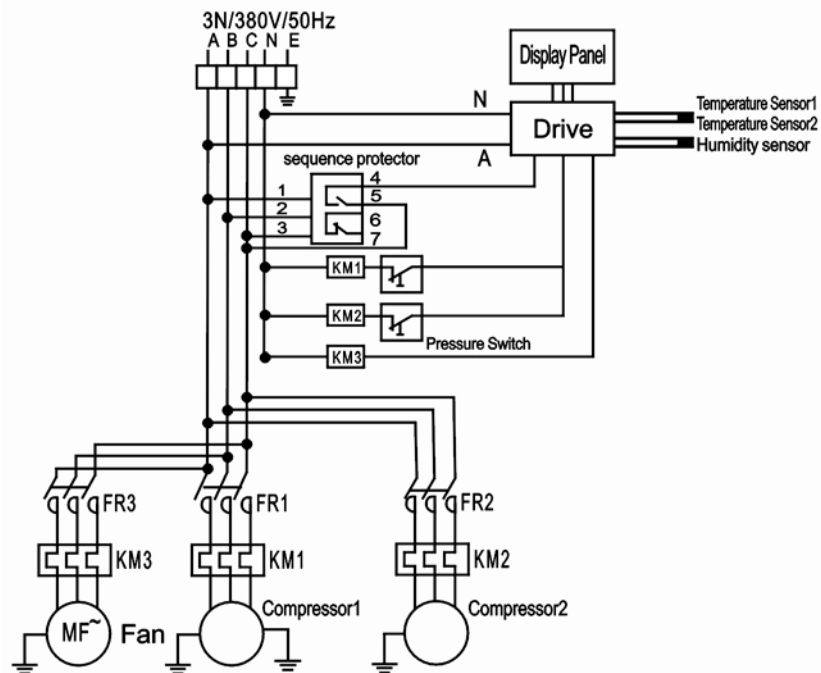 3N/380V/50Hz
A B C N E
Display Panel
N
Drive
Temperature Sensor1
Temperature Sensor2
Humidity sensor
A
sequence protector
1
2
3
4
5
6
7
KM1
KM2
Pressure Switch
KM3
FR3
FR1
FR2
KM3
KM1
KM2
MF~
Fan
Compressor1
Compressor2